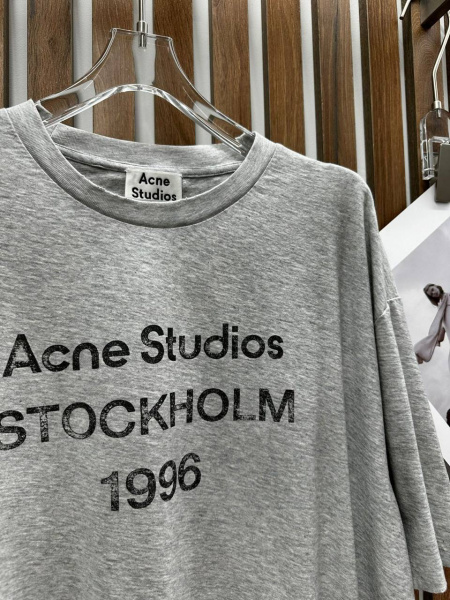 Acne
Studios
Acne Studios
STOCKHOLM
1996